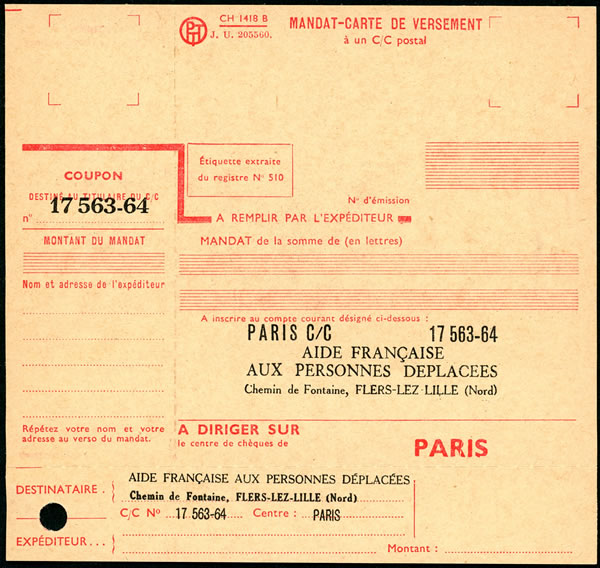 PTT
CH 1418 B
J. U. 205560.
MANDAT-CARTE DE VERSEMENT
à un C/C postal
COUPON
DESTINÉ AU TITULAIRE DU C/C
n° 17 563-64
MONTANT DU MANDAT
Nom et adresse de l'expéditeur
Répétez votre nom et votre
adresse au verso du mandat.
Étiquette extraite
du registre N° 510
N° d'émission
A REMPLIR PAR L'EXPÉDITEUR
MANDAT de la somme de (en lettres)
A inscrire au compte courant désigné ci-dessous :
PARIS C/C 17 563-64
AIDE FRANÇAISE
AUX PERSONNES DEPLACEES
Chemin de Fontaine, FLERS-LEZ LILLE (Nord)
A DIRIGER SUR
le centre de chèques de
PARIS
DESTINATAIRE .
AIDE FRANÇAISE AUX PERSONNES DÉPLACÉES
Chemin de Fontaine, FLERS-LEZ-LILLE (Nord)
C/C N° 17 563-64 Centre : PARIS
EXPÉDITEUR...
Montant :